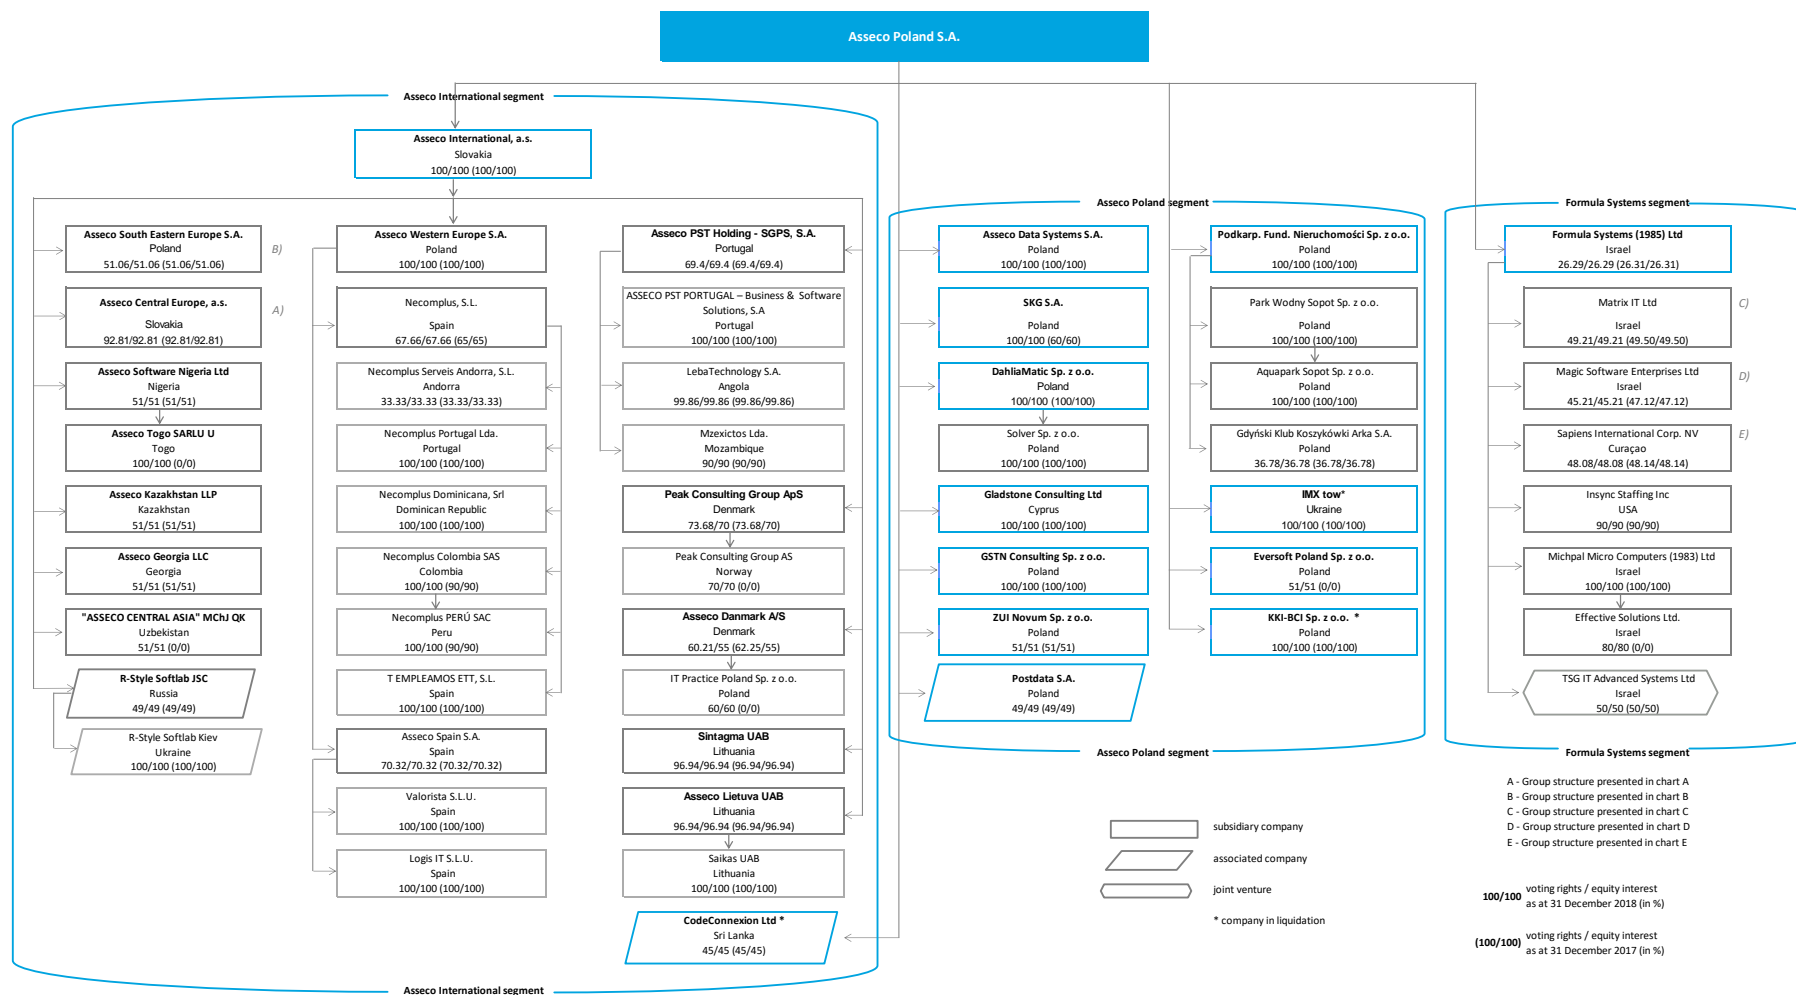 Asseco Poland S.A.
Asseco International segment
Asseco International, a.s.
Slovakia
100/100 (100/100)
Asseco South Eastern Europe S.A.
Poland
51.06/51.06 (51.06/51.06)
B)
Asseco Central Europe, a.s.
Slovakia
92.81/92.81 (92.81/92.81)
A)
Asseco Software Nigeria Ltd
Nigeria
51/51 (51/51)
Asseco Togo SARLU U
Togo
100/100 (0/0)
Asseco Kazakhstan LLP
Kazakhstan
51/51 (51/51)
Asseco Georgia LLC
Georgia
51/51 (51/51)
"ASSECO CENTRAL ASIA" MChJ QK
Uzbekistan
51/51 (0/0)
R-Style Softlab JSC
Russia
49/49 (49/49)
R-Style Softlab Kiev
Ukraine
100/100 (100/100)
Asseco Western Europe S.A.
Poland
100/100 (100/100)
Necomplus, S.L.
Spain
67.66/67.66 (65/65)
Necomplus Serveis Andorra, S.L.
Andorra
33.33/33.33 (33.33/33.33)
Necomplus Portugal Lda.
Portugal
100/100 (100/100)
Necomplus Dominicana, Srl
Dominican Republic
100/100 (100/100)
Necomplus Colombia SAS
Colombia
100/100 (90/90)
Necomplus PERÚ SAC
Peru
100/100 (90/90)
T EMPLEAMOS ETT, S.L.
Spain
100/100 (100/100)
Asseco Spain S.A.
Spain
70.32/70.32 (70.32/70.32)
Valorista S.L.U.
Spain
100/100 (100/100)
Logis IT S.L.U.
Spain
100/100 (100/100)
Asseco PST Holding - SGPS, S.A.
Portugal
69.4/69.4 (69.4/69.4)
ASSECO PST PORTUGAL – Business & Software
Solutions, S.A
Portugal
100/100 (100/100)
LebaTechnology S.A.
Angola
99.86/99.86 (99.86/99.86)
Mzexictos Lda.
Mozambique
90/90 (90/90)
Peak Consulting Group ApS
Denmark
73.68/70 (73.68/70)
Peak Consulting Group AS
Norway
70/70 (0/0)
Asseco Danmark A/S
Denmark
60.21/55 (62.25/55)
IT Practice Poland Sp. z o.o.
Poland
60/60 (0/0)
Sintagma UAB
Lithuania
96.94/96.94 (96.94/96.94)
Asseco Lietuva UAB
Lithuania
96.94/96.94 (96.94/96.94)
Saikas UAB
Lithuania
100/100 (100/100)
CodeConnexion Ltd *
Sri Lanka
45/45 (45/45)
Asseco International segment
Asseco Poland segment
Asseco Data Systems S.A.
Poland
100/100 (100/100)
SKG S.A.
Poland
100/100 (60/60)
DahliaMatic Sp. z o.o.
Poland
100/100 (100/100)
Solver Sp. z o.o.
Poland
100/100 (100/100)
Gladstone Consulting Ltd
Cyprus
100/100 (100/100)
GSTN Consulting Sp. z o.o.
Poland
100/100 (100/100)
ZUI Novum Sp. z o.o.
Poland
51/51 (51/51)
Postdata S.A.
Poland
49/49 (49/49)
Podkarp. Fund. Nieruchomości Sp. z o.o.
Poland
100/100 (100/100)
Park Wodny Sopot Sp. z o.o.
Poland
100/100 (100/100)
Aquapark Sopot Sp. z o.o.
Poland
100/100 (100/100)
Gdyński Klub Koszykówki Arka S.A.
Poland
36.78/36.78 (36.78/36.78)
IMX tow*
Ukraine
100/100 (100/100)
Eversoft Poland Sp. z o.o.
Poland
51/51 (0/0)
KKI-BCI Sp. z o.o. *
Poland
100/100 (100/100)
Asseco Poland segment
Formula Systems segment
Formula Systems (1985) Ltd
Israel
26.29/26.29 (26.31/26.31)
Matrix IT Ltd
Israel
49.21/49.21 (49.50/49.50)
C)
Magic Software Enterprises Ltd
Israel
45.21/45.21 (47.12/47.12)
D)
Sapiens International Corp. NV
Curaçao
48.08/48.08 (48.14/48.14)
E)
Insync Staffing Inc
USA
90/90 (90/90)
Michpal Micro Computers (1983) Ltd
Israel
100/100 (100/100)
Effective Solutions Ltd.
Israel
80/80 (0/0)
TSG IT Advanced Systems Ltd
Israel
50/50 (50/50)
Formula Systems segment
A - Group structure presented in chart A
B - Group structure presented in chart B
C - Group structure presented in chart C
D - Group structure presented in chart D
E - Group structure presented in chart E
subsidiary company
associated company
joint venture
* company in liquidation
100/100 voting rights / equity interest
as at 31 December 2018 (in %)
(100/100) voting rights / equity interest
as at 31 December 2017 (in %)